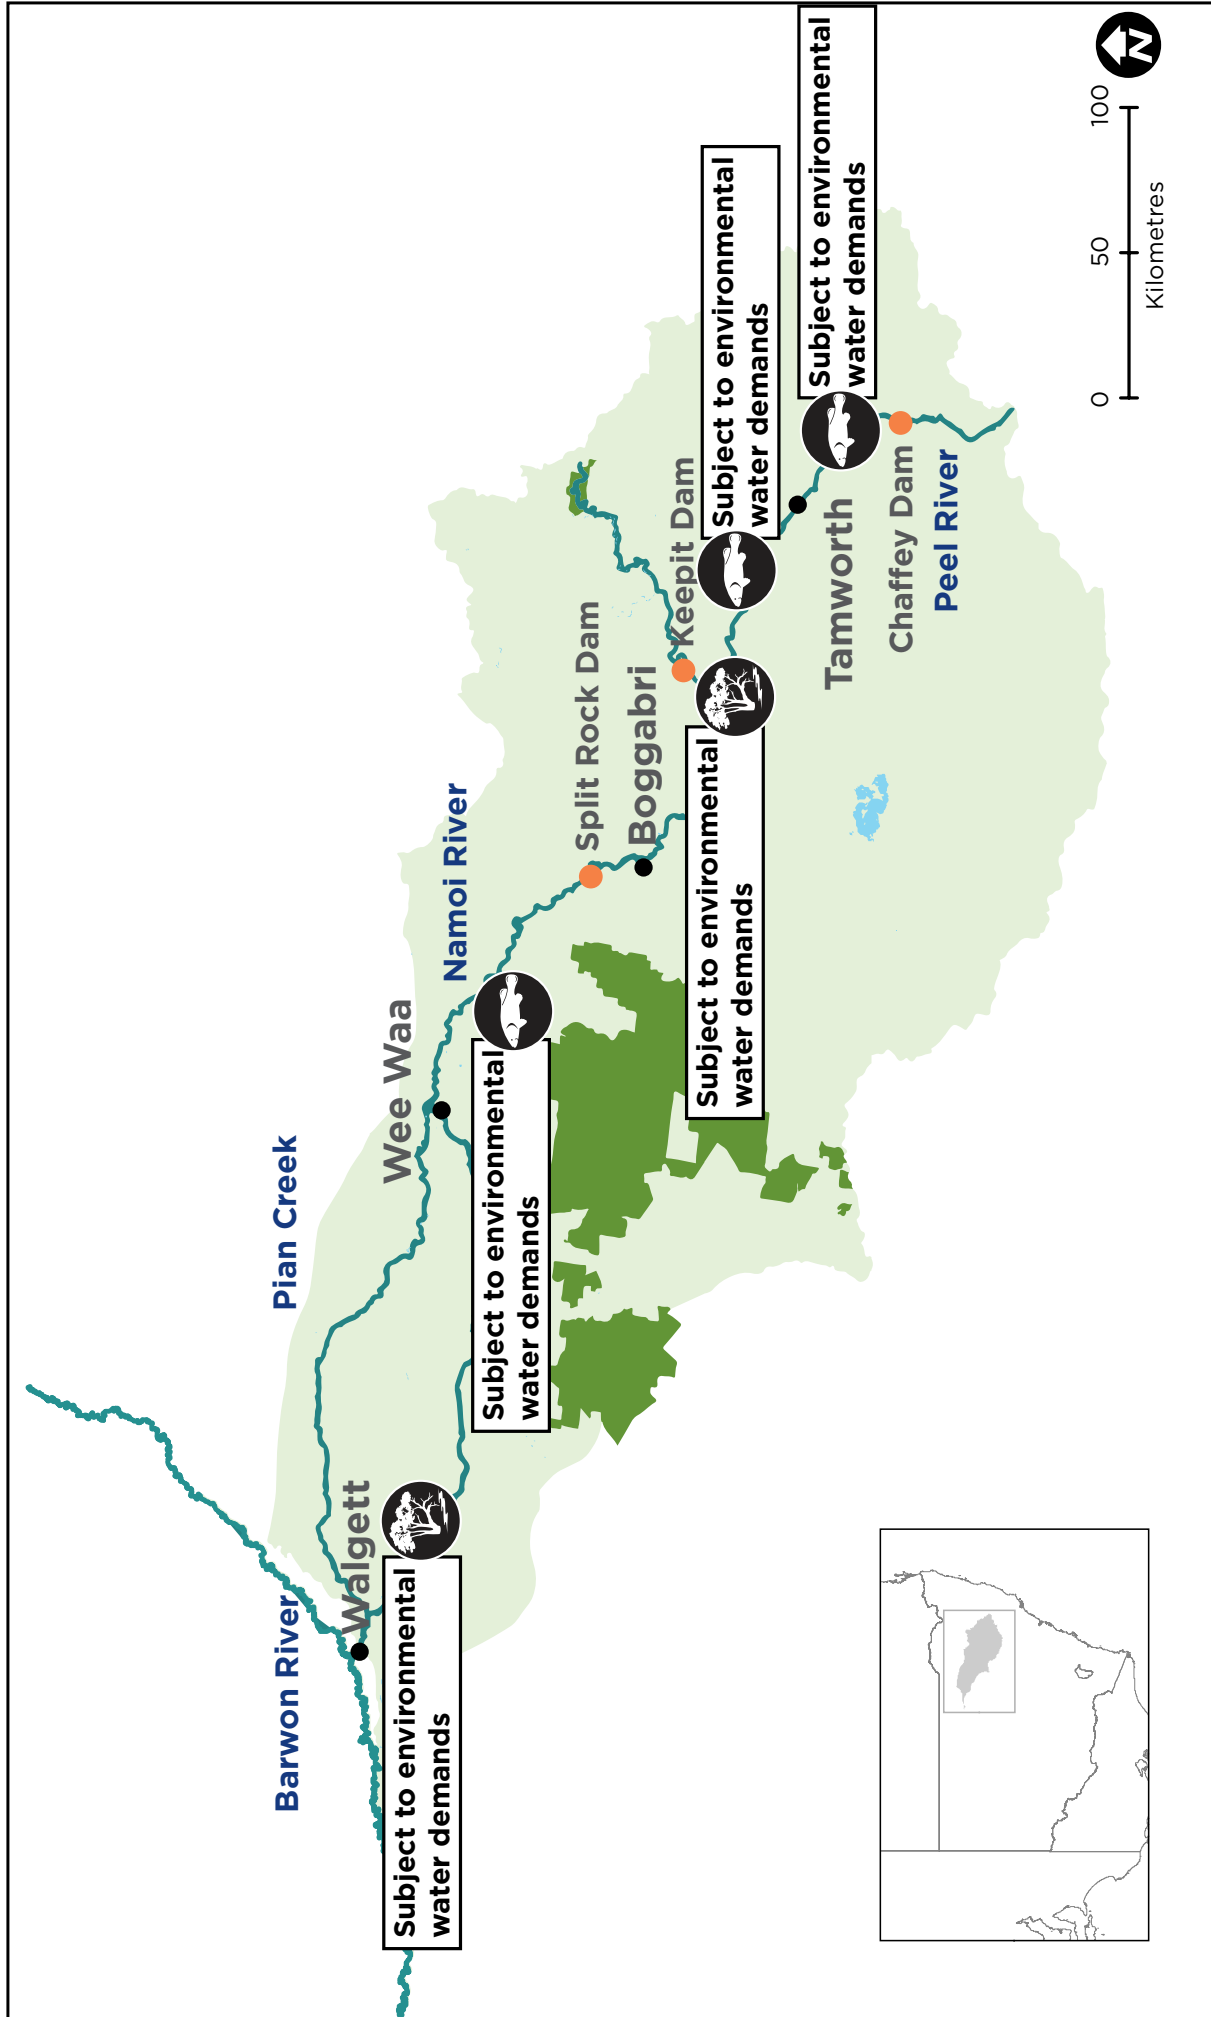 Barwon River
Pian Creek
Walgett
Wee Waa
Namoi River
Subject to environmental
water demands
Subject to environmental
water demands
Split Rock Dam
Boggabri
Keepit Dam
Subject to environmental
water demands
Subject to environmental
water demands
Subject to environmental
water demands
Tamworth
Chaffey Dam
Peel River
N
0
50
100
Kilometres